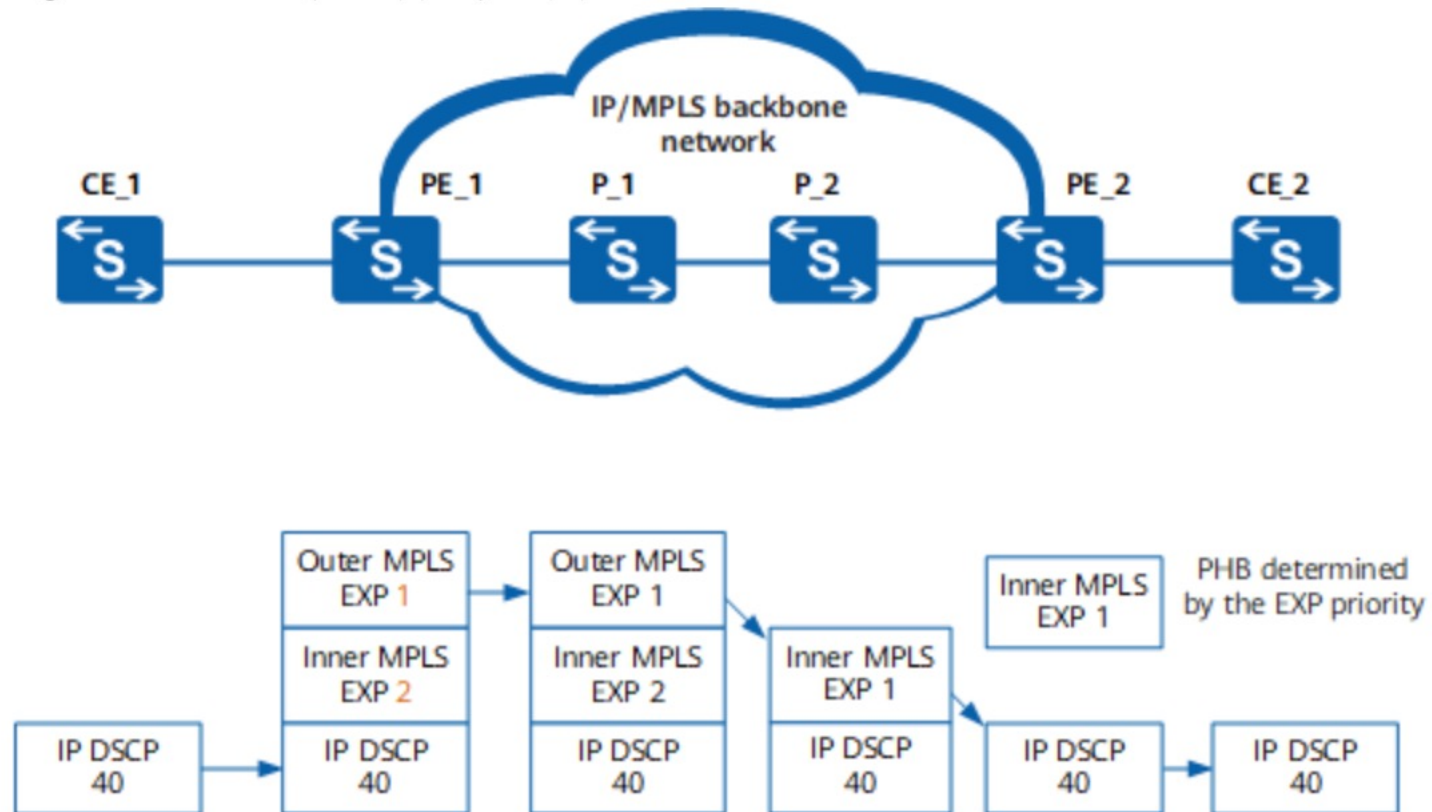 IP/MPLS backbone
network
CE_1
PE_1
P_1
P_2
PE_2
CE_2
S
S
S
S
S
S
Outer MPLS
EXP 1
Inner MPLS
EXP 2
IP DSCP
40
Outer MPLS
EXP 1
Inner MPLS
EXP 2
IP DSCP
40
Inner MPLS
EXP 1
IP DSCP
40
Inner MPLS
EXP 1
PHB determined
by the EXP priority
IP DSCP
40
IP DSCP
40
IP DSCP
40